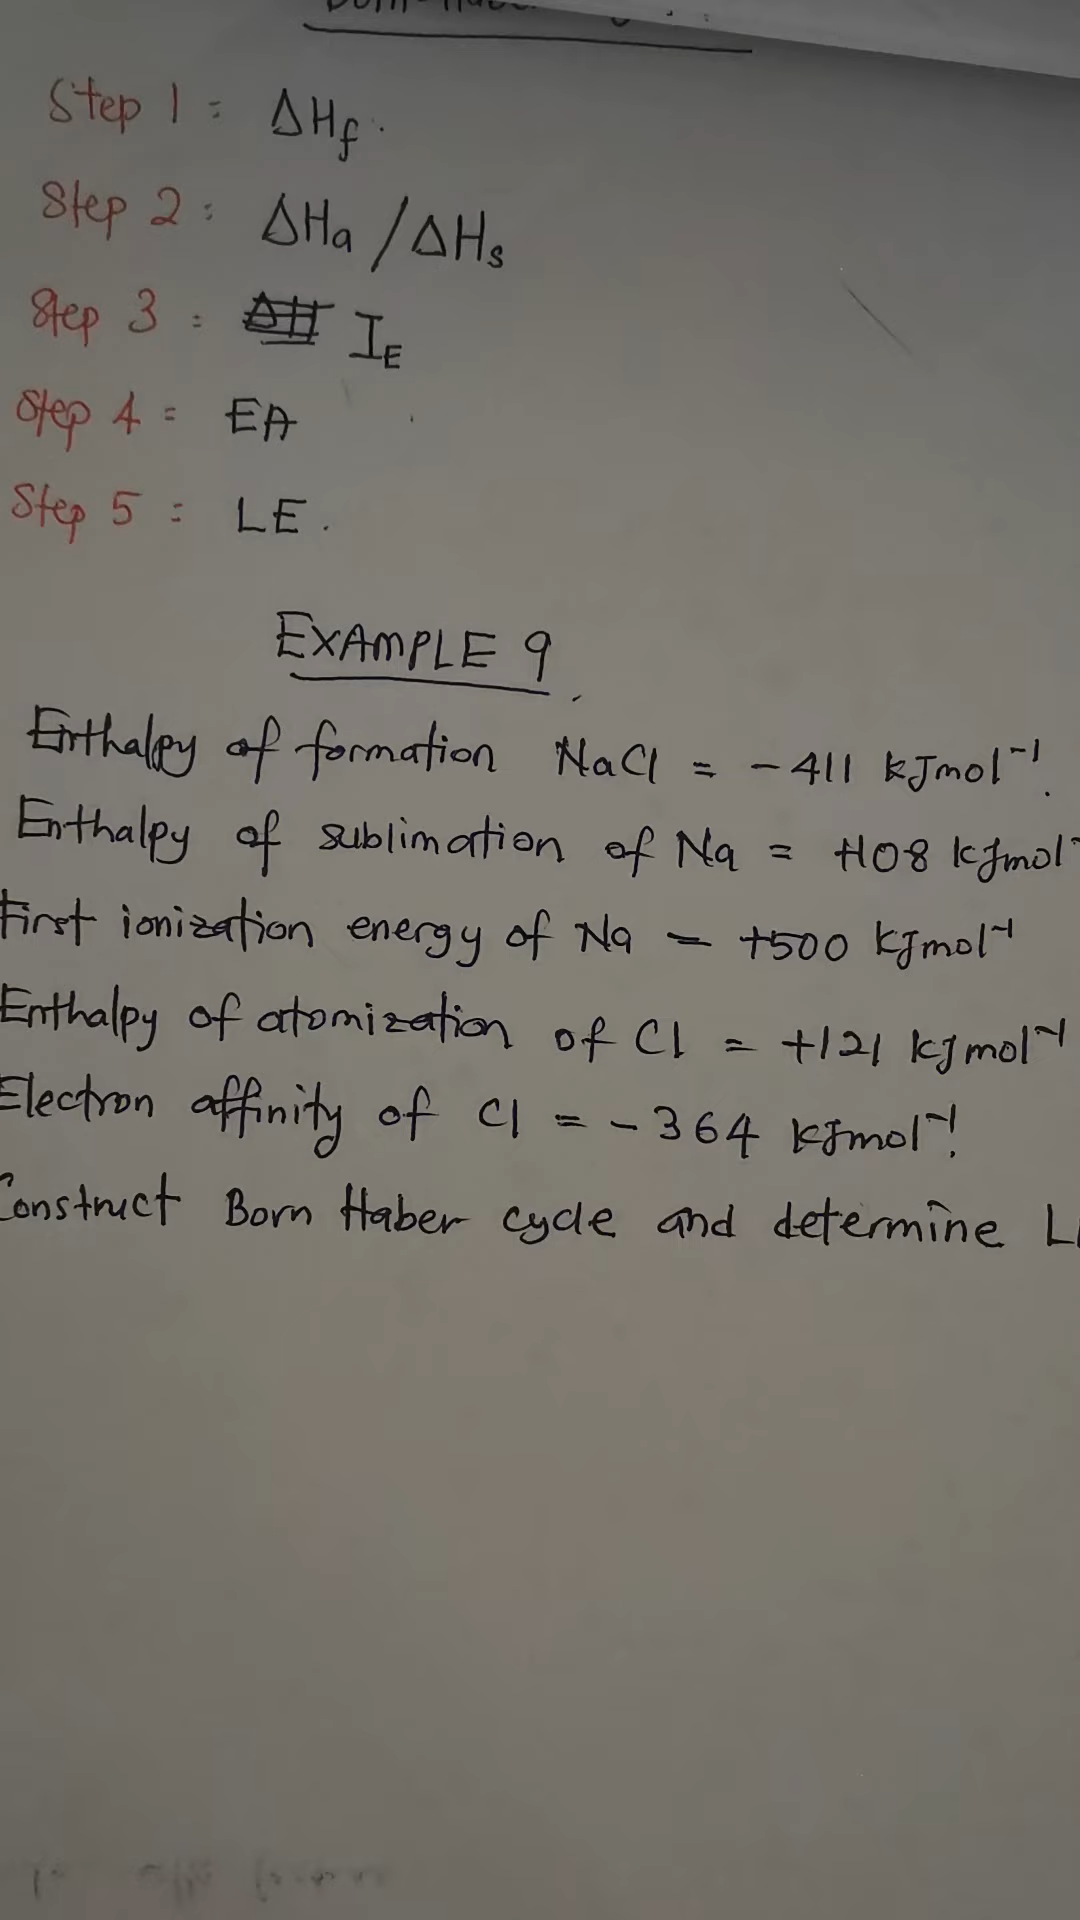 Step 1 : ΔHf.
Step 2 : ΔHa / ΔHs
Step 3 : IE
Step 4 = EA
Step 5 : LE.
EXAMPLE 9
Enthalpy of formation NaCl = -411 kJmol⁻¹.
Enthalpy of sublimation of Na = +108 kJmol⁻
First ionization energy of Na = +500 kJmol⁻¹
Enthalpy of atomization of Cl = +121 kJmol⁻¹
Electron affinity of Cl = -364 kJmol⁻¹.
Construct Born Haber cycle and determine